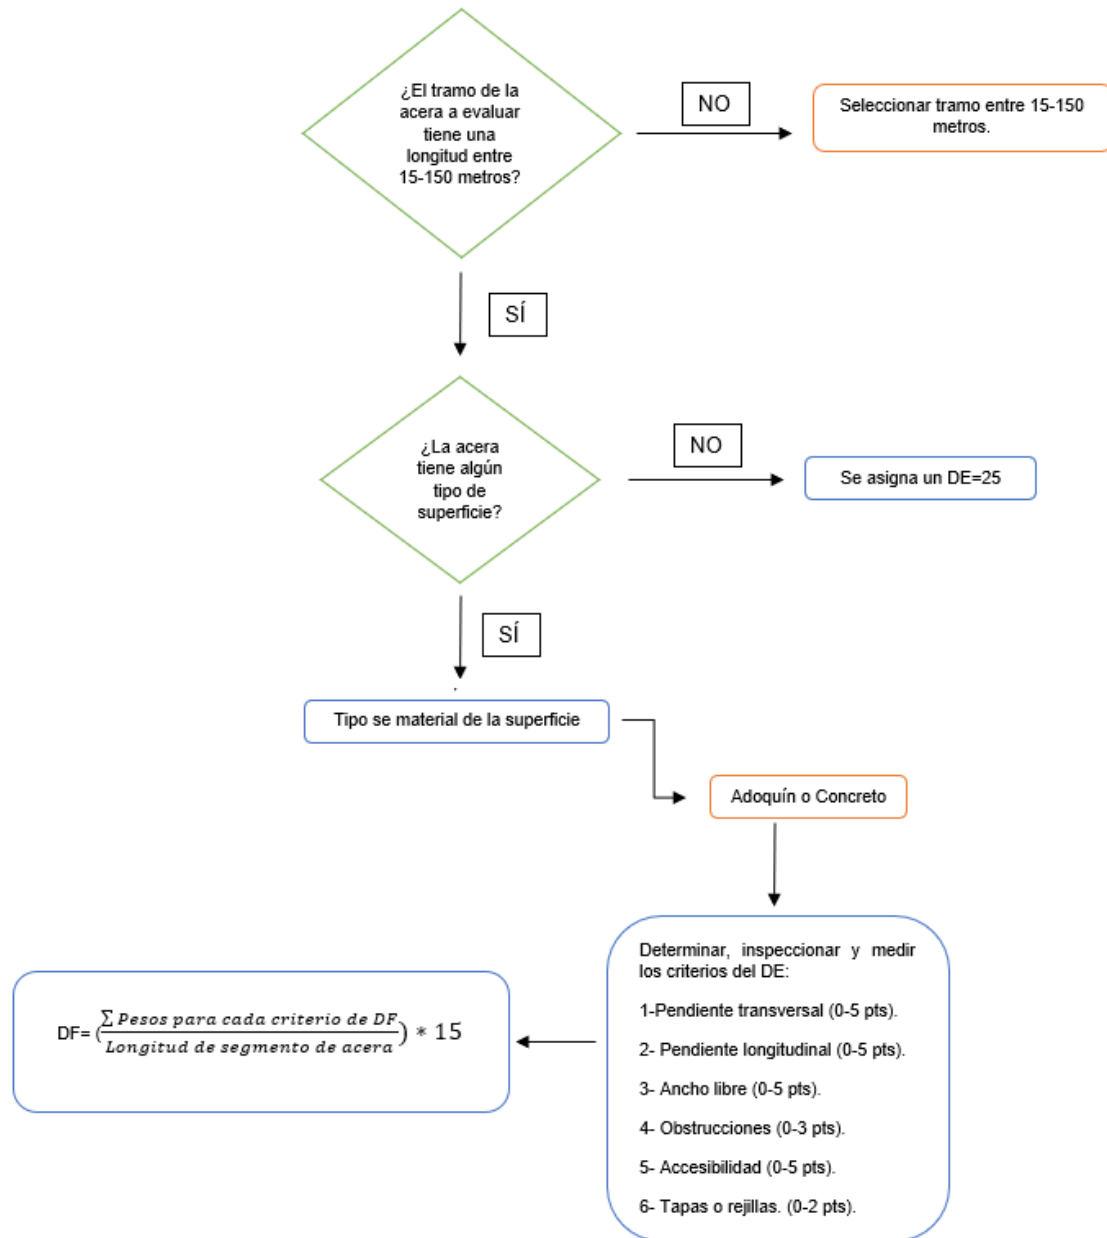 ¿El tramo de la
acera a evaluar
tiene una
longitud entre
15-150 metros?
NO
Seleccionar tramo entre 15-150
metros.
SÍ
¿La acera
tiene algún
tipo de
superficie?
NO
Se asigna un DE=25
SÍ
Tipo se material de la superficie
Adoquín o Concreto
Determinar, inspeccionar y medir
los criterios del DE:
1-Pendiente transversal (0-5 pts).
2- Pendiente longitudinal (0-5 pts).
3- Ancho libre (0-5 pts).
4- Obstrucciones (0-3 pts).
5- Accesibilidad (0-5 pts).
6- Tapas o rejillas. (0-2 pts).
DF= (∑ Pesos para cada criterio de DF / Longitud de segmento de acera) * 15